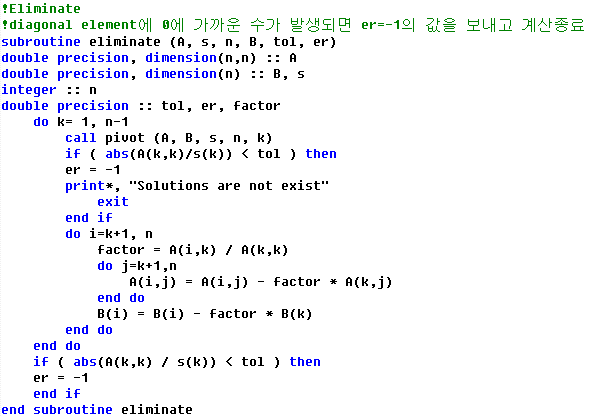 !Eliminate
!diagonal element에 0에 가까운 수가 발생되면 er=-1의 값을 보내고 계산종료
subroutine eliminate (A, s, n, B, tol, er)
double precision, dimension(n,n) :: A
double precision, dimension(n) :: B, s
integer :: n
double precision :: tol, er, factor
    do k= 1, n-1
        call pivot (A, B, s, n, k)
        if ( abs(A(k,k)/s(k)) < tol ) then
        er = -1
        print*, "Solutions are not exist"
            exit
        end if
        do i=k+1, n
            factor = A(i,k) / A(k,k)
            do j=k+1,n
                A(i,j) = A(i,j) - factor * A(k,j)
            end do
            B(i) = B(i) - factor * B(k)
        end do
    end do
    if ( abs(A(k,k) / s(k)) < tol ) then
    er = -1
    end if
end subroutine eliminate